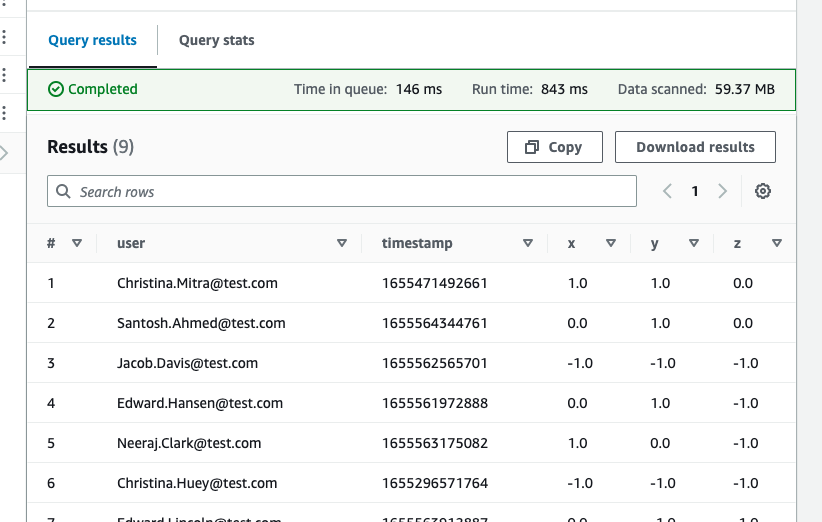 Query results Query stats
Completed Time in queue: 146 ms Run time: 843 ms Data scanned: 59.37 MB
Results (9) Copy Download results
Search rows 1
# user timestamp x y z
1 Christina.Mitra@test.com 1655471492661 1.0 1.0 0.0
2 Santosh.Ahmed@test.com 1655564344761 0.0 1.0 0.0
3 Jacob.Davis@test.com 1655562565701 -1.0 -1.0 -1.0
4 Edward.Hansen@test.com 1655561972888 0.0 1.0 -1.0
5 Neeraj.Clark@test.com 1655563175082 1.0 0.0 -1.0
6 Christina.Huey@test.com 1655296571764 -1.0 -1.0 -1.0
7 Edward.Lincoln@test.com